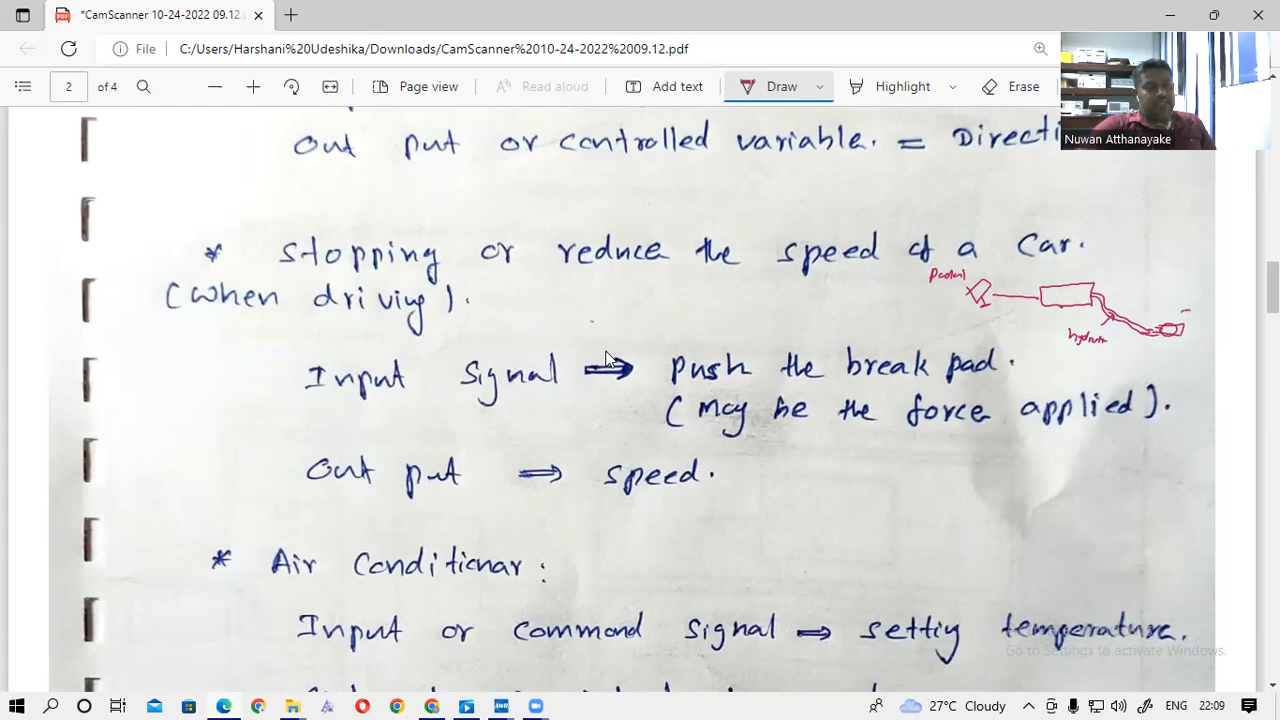 *CamScanner 10-24-2022 09.12.p
File C:/Users/Harshani%20Udeshika/Downloads/CamScanner%2010-24-2022%2009.12.pdf
2 of 4 Page view Read aloud Add text Draw Highlight Erase
Nuwan Atthanayake
Out put or controlled variable. = Directi
* Stopping or reduce the speed of a Car.
(when driving).
Input Signal ⇒ Push the break pad.
(May be the force applied).
Out put ⇒ speed.
* Air Conditionar :
Input or command signal ⇒ settig temperature.
Go to Settings to activate Windows.
27°C Cloudy ENG 22:09